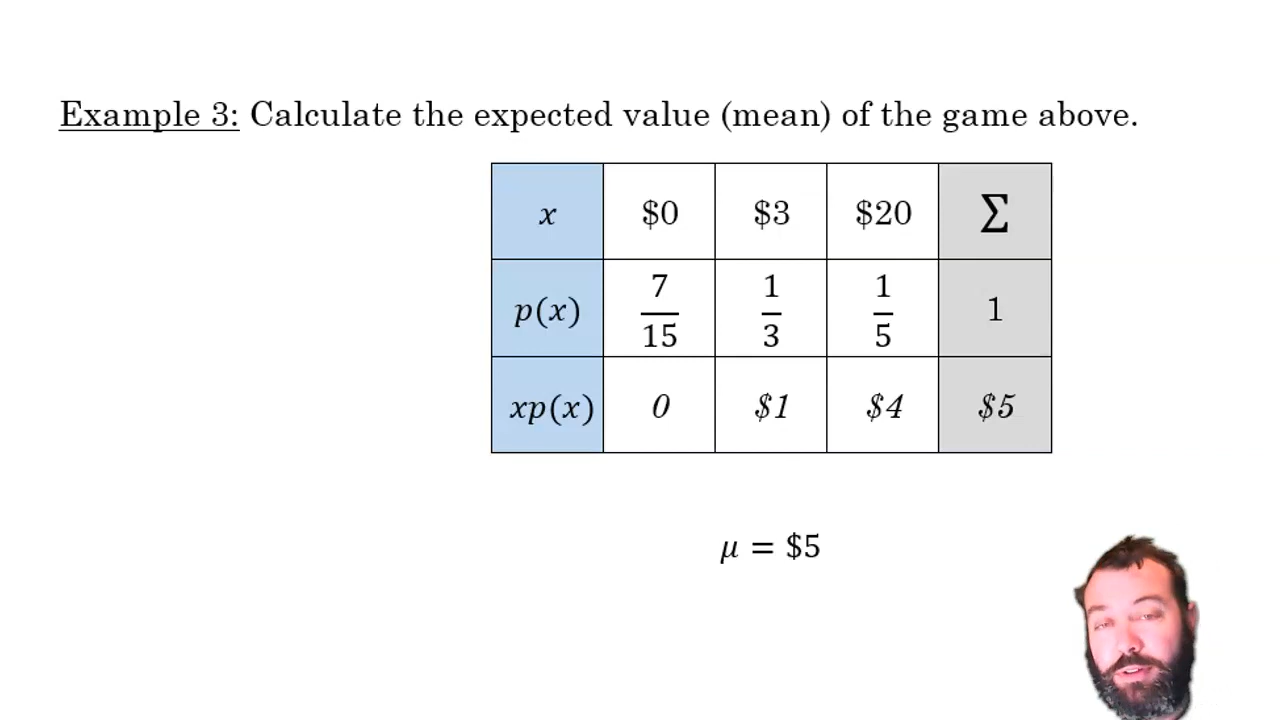 Example 3: Calculate the expected value (mean) of the game above.
x $0 $3 $20 ∑
p(x) 7/15 1/3 1/5 1
xp(x) 0 $1 $4 $5
μ = $5